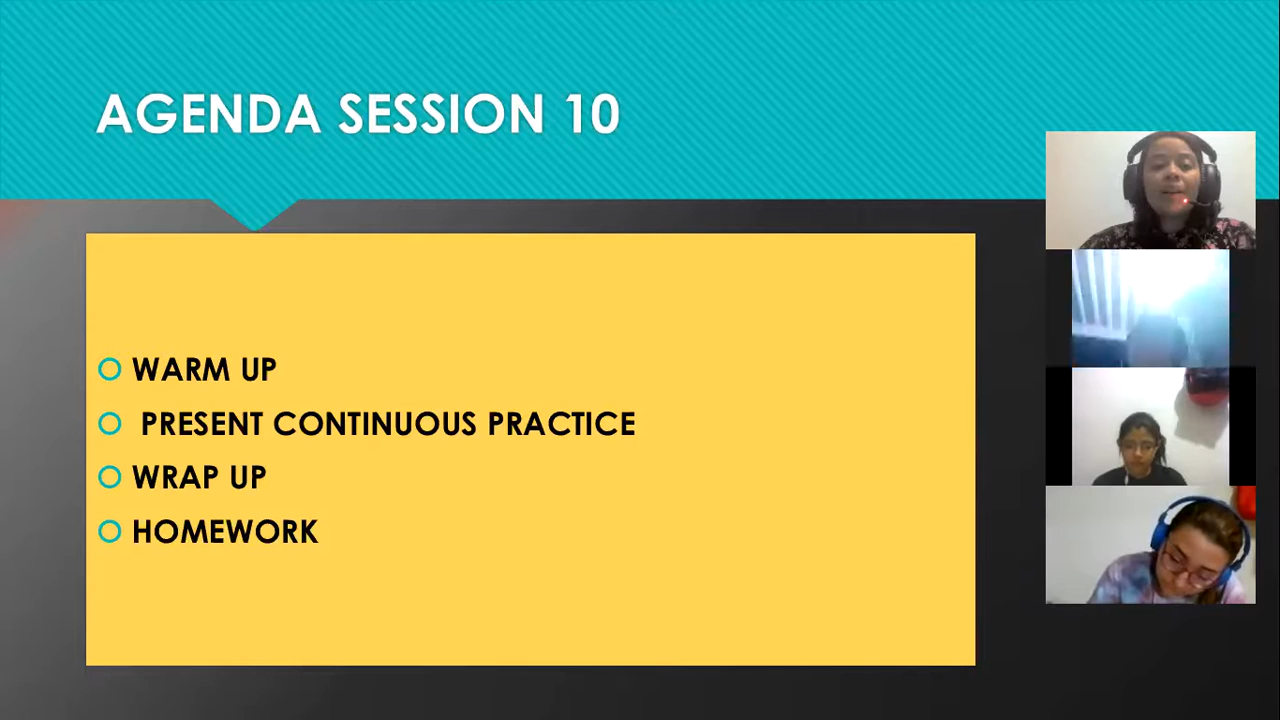 AGENDA SESSION 10
WARM UP
PRESENT CONTINUOUS PRACTICE
WRAP UP
HOMEWORK